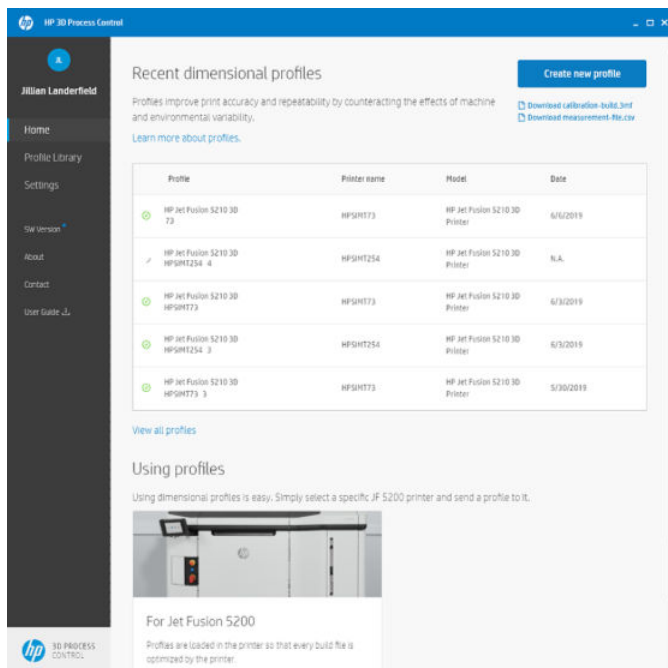 hp HP 3D Process Control
JL
Jillian Landerfield
Home
Profile Library
Settings
SW Version
About
Contact
User Guide
hp 3D PROCESS
CONTROL
Recent dimensional profiles
Create new profile
Profiles improve print accuracy and repeatability by counteracting the effects of machine
and environmental variability.
Download calibration-build.3mf
Download measurement-file.csv
Learn more about profiles.
Profile Printer name Model Date
HP Jet Fusion 5210 3D
73
HPSIMT73
HP Jet Fusion 5210 3D
Printer
6/6/2019
HP Jet Fusion 5210 3D
HPSIMT254 4
HPSIMT254
HP Jet Fusion 5210 3D
Printer
N.A.
HP Jet Fusion 5210 3D
HPSIMT73
HPSIMT73
HP Jet Fusion 5210 3D
Printer
6/3/2019
HP Jet Fusion 5210 3D
HPSIMT254 3
HPSIMT254
HP Jet Fusion 5210 3D
Printer
6/3/2019
HP Jet Fusion 5210 3D
HPSIMT73 3
HPSIMT73
HP Jet Fusion 5210 3D
Printer
5/30/2019
View all profiles
Using profiles
Using dimensional profiles is easy. Simply select a specific JF 5200 printer and send a profile to it.
For Jet Fusion 5200
Profiles are loaded in the printer so that every build file is
optimized by the printer.